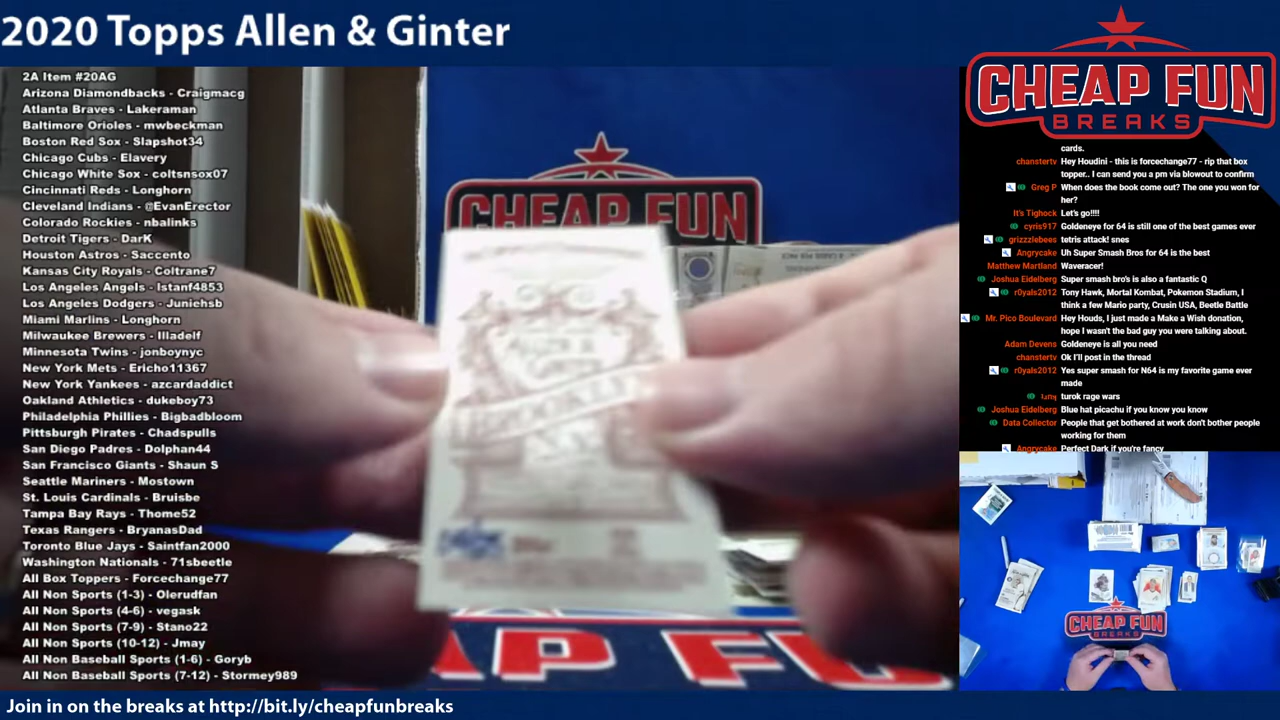 2020 Topps Allen & Ginter
2A Item #20AG
Arizona Diamondbacks - Craigmacg
Atlanta Braves - Lakeraman
Baltimore Orioles - mwbeckman
Boston Red Sox - Slapshot34
Chicago Cubs - Elavery
Chicago White Sox - coltsnsox07
Cincinnati Reds - Longhorn
Cleveland Indians - @EvanErector
Colorado Rockies - nbalinks
Detroit Tigers - DarK
Houston Astros - Saccento
Kansas City Royals - Coltrane7
Los Angeles Angels - Istanf4853
Los Angeles Dodgers - Juniehsb
Miami Marlins - Longhorn
Milwaukee Brewers - Illadelf
Minnesota Twins - jonboynyc
New York Mets - Ericho11367
New York Yankees - azcardaddict
Oakland Athletics - dukeboy73
Philadelphia Phillies - Bigbadbloom
Pittsburgh Pirates - Chadspulls
San Diego Padres - Dolphan44
San Francisco Giants - Shaun S
Seattle Mariners - Mostown
St. Louis Cardinals - Bruisbe
Tampa Bay Rays - Thome52
Texas Rangers - BryanasDad
Toronto Blue Jays - Saintfan2000
Washington Nationals - 71sbeetle
All Box Toppers - Forcechange77
All Non Sports (1-3) - Olerudfan
All Non Sports (4-6) - vegask
All Non Sports (7-9) - Stano22
All Non Sports (10-12) - Jmay
All Non Baseball Sports (1-6) - Goryb
All Non Baseball Sports (7-12) - Stormey989
CHEAP FUN
AP FU
CHEAP FUN
BREAKS
cards.
chanstertv Hey Houdini - this is forcechange77 - rip that box
topper.. I can send you a pm via blowout to confirm
Greg P When does the book come out? The one you won for
her?
It's Tighock Let's go!!!!
cyris917 Goldeneye for 64 is still one of the best games ever
grizzzlebees tetris attack! snes
Angrycake Uh Super Smash Bros for 64 is the best
Matthew Martland Waveracer!
Joshua Eidelberg Super smash bro's is also a fantastic Q
r0yals2012 Tony Hawk, Mortal Kombat, Pokemon Stadium, I
think a few Mario party, Crusin USA, Beetle Battle
Mr. Pico Boulevard Hey Houds, I just made a Make a Wish donation,
hope I wasn't the bad guy you were talking about.
Adam Devens Goldeneye is all you need
chanstertv Ok I'll post in the thread
r0yals2012 Yes super smash for N64 is my favorite game ever
made
turok rage wars
Joshua Eidelberg Blue hat picachu if you know you know
Data Collector People that get bothered at work don't bother people
working for them
Angrycake Perfect Dark if you're fancy
CHEAP FUN
BREAKS
Join in on the breaks at http://bit.ly/cheapfunbreaks